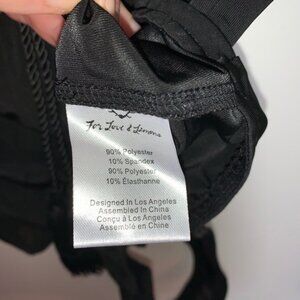 For Love & Lemons
90% Polyester
10% Spandex
90% Polyester
10% Élasthanne
Designed In Los Angeles
Assembled In China
Conçu à Los Angeles
Assemblé en Chine